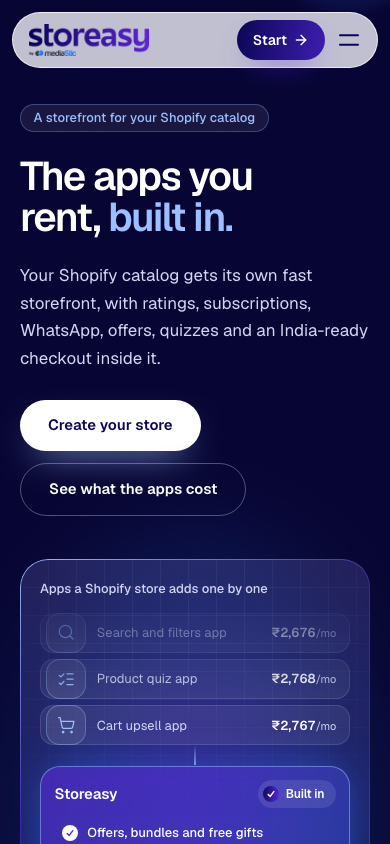 storeasy
by mediaSlic
Start
A storefront for your Shopify catalog
The apps you
rent, built in.
Your Shopify catalog gets its own fast
storefront, with ratings, subscriptions,
WhatsApp, offers, quizzes and an India-ready
checkout inside it.
Create your store
See what the apps cost
Apps a Shopify store adds one by one
Search and filters app ₹2,676/mo
Product quiz app ₹2,768/mo
Cart upsell app ₹2,767/mo
Storeasy Built in
Offers, bundles and free gifts